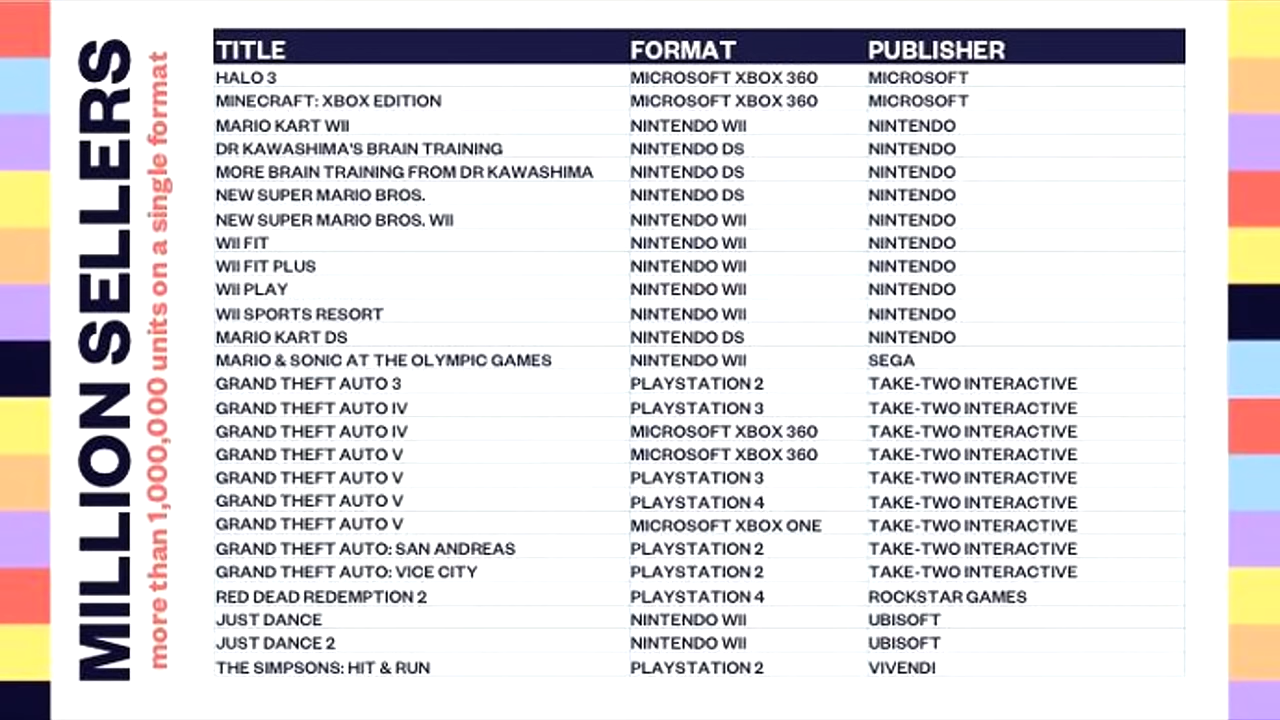 MILLION SELLERS
more than 1,000,000 units on a single format
TITLE FORMAT PUBLISHER
HALO 3 MICROSOFT XBOX 360 MICROSOFT
MINECRAFT: XBOX EDITION MICROSOFT XBOX 360 MICROSOFT
MARIO KART WII NINTENDO WII NINTENDO
DR KAWASHIMA'S BRAIN TRAINING NINTENDO DS NINTENDO
MORE BRAIN TRAINING FROM DR KAWASHIMA NINTENDO DS NINTENDO
NEW SUPER MARIO BROS. NINTENDO DS NINTENDO
NEW SUPER MARIO BROS. WII NINTENDO WII NINTENDO
WII FIT NINTENDO WII NINTENDO
WII FIT PLUS NINTENDO WII NINTENDO
WII PLAY NINTENDO WII NINTENDO
WII SPORTS RESORT NINTENDO WII NINTENDO
MARIO KART DS NINTENDO DS NINTENDO
MARIO & SONIC AT THE OLYMPIC GAMES NINTENDO WII SEGA
GRAND THEFT AUTO 3 PLAYSTATION 2 TAKE-TWO INTERACTIVE
GRAND THEFT AUTO IV PLAYSTATION 3 TAKE-TWO INTERACTIVE
GRAND THEFT AUTO IV MICROSOFT XBOX 360 TAKE-TWO INTERACTIVE
GRAND THEFT AUTO V MICROSOFT XBOX 360 TAKE-TWO INTERACTIVE
GRAND THEFT AUTO V PLAYSTATION 3 TAKE-TWO INTERACTIVE
GRAND THEFT AUTO V PLAYSTATION 4 TAKE-TWO INTERACTIVE
GRAND THEFT AUTO V MICROSOFT XBOX ONE TAKE-TWO INTERACTIVE
GRAND THEFT AUTO: SAN ANDREAS PLAYSTATION 2 TAKE-TWO INTERACTIVE
GRAND THEFT AUTO: VICE CITY PLAYSTATION 2 TAKE-TWO INTERACTIVE
RED DEAD REDEMPTION 2 PLAYSTATION 4 ROCKSTAR GAMES
JUST DANCE NINTENDO WII UBISOFT
JUST DANCE 2 NINTENDO WII UBISOFT
THE SIMPSONS: HIT & RUN PLAYSTATION 2 VIVENDI